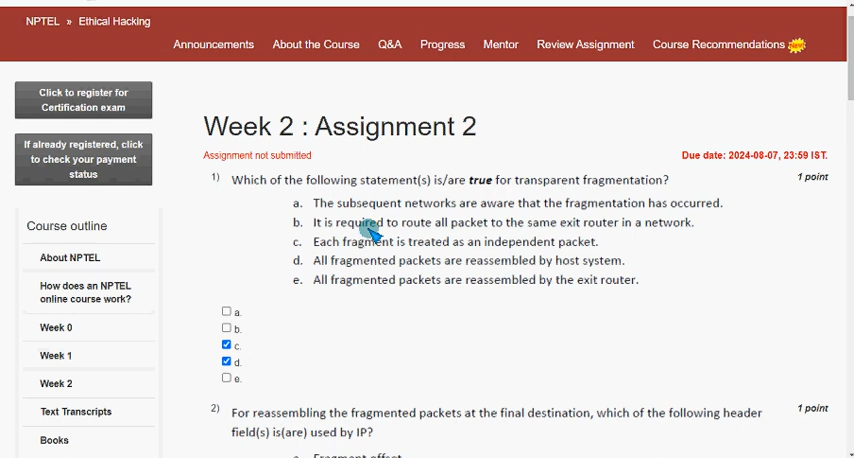 NPTEL » Ethical Hacking
Announcements About the Course Q&A Progress Mentor Review Assignment Course Recommendations
Click to register for
Certification exam
If already registered, click
to check your payment
status
Course outline
About NPTEL
How does an NPTEL
online course work?
Week 0
Week 1
Week 2
Text Transcripts
Books
Week 2 : Assignment 2
Assignment not submitted Due date: 2024-08-07, 23:59 IST.
1) Which of the following statement(s) is/are true for transparent fragmentation? 1 point
a. The subsequent networks are aware that the fragmentation has occurred.
b. It is required to route all packet to the same exit router in a network.
c. Each fragment is treated as an independent packet.
d. All fragmented packets are reassembled by host system.
e. All fragmented packets are reassembled by the exit router.
a.
b.
c.
d.
e.
2) For reassembling the fragmented packets at the final destination, which of the following header 1 point
field(s) is(are) used by IP?
a. Fragment offset